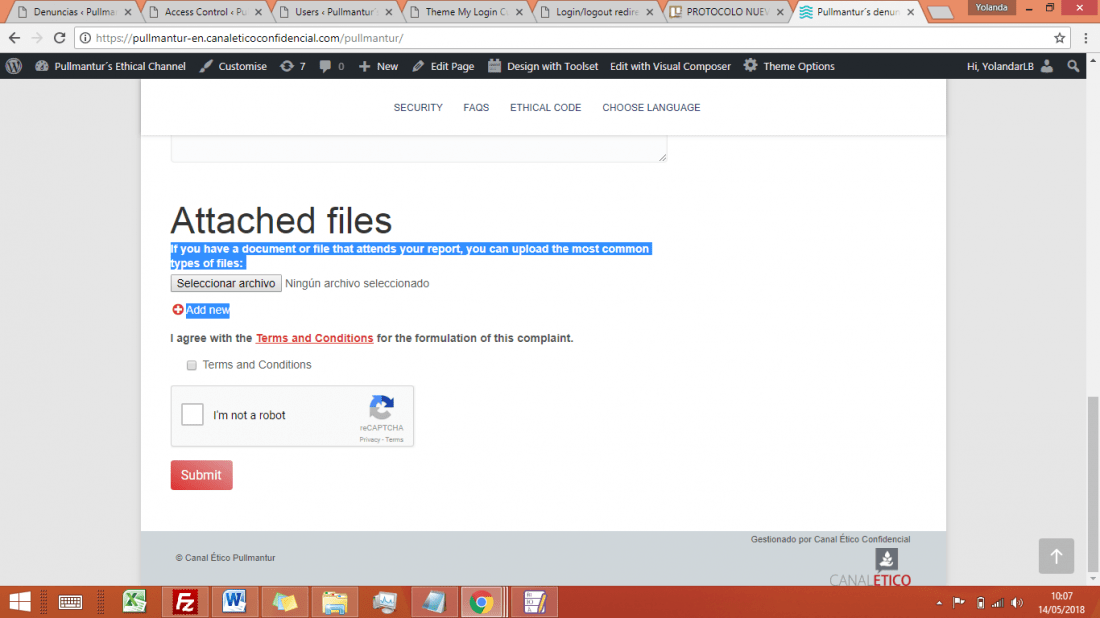 Denuncias ‹ Pullma
Access Control ‹ Pu
Users ‹ Pullmantur´
Theme My Login C
Login/logout redire
PROTOCOLO NUEV
Pullmantur´s denun
Yolanda
https://pullmantur-en.canaleticoconfidencial.com/pullmantur/
Pullmantur´s Ethical Channel
Customise
7
0
New
Edit Page
Design with Toolset
Edit with Visual Composer
Theme Options
Hi, YolandarLB
SECURITY FAQS ETHICAL CODE CHOOSE LANGUAGE
Attached files
If you have a document or file that attends your report, you can upload the most common
types of files:
Seleccionar archivo Ningún archivo seleccionado
Add new
I agree with the Terms and Conditions for the formulation of this complaint.
Terms and Conditions
I'm not a robot
reCAPTCHA
Privacy - Terms
Submit
Gestionado por Canal Ético Confidencial
© Canal Ético Pullmantur
CANALÉTICO
10:07
14/05/2018